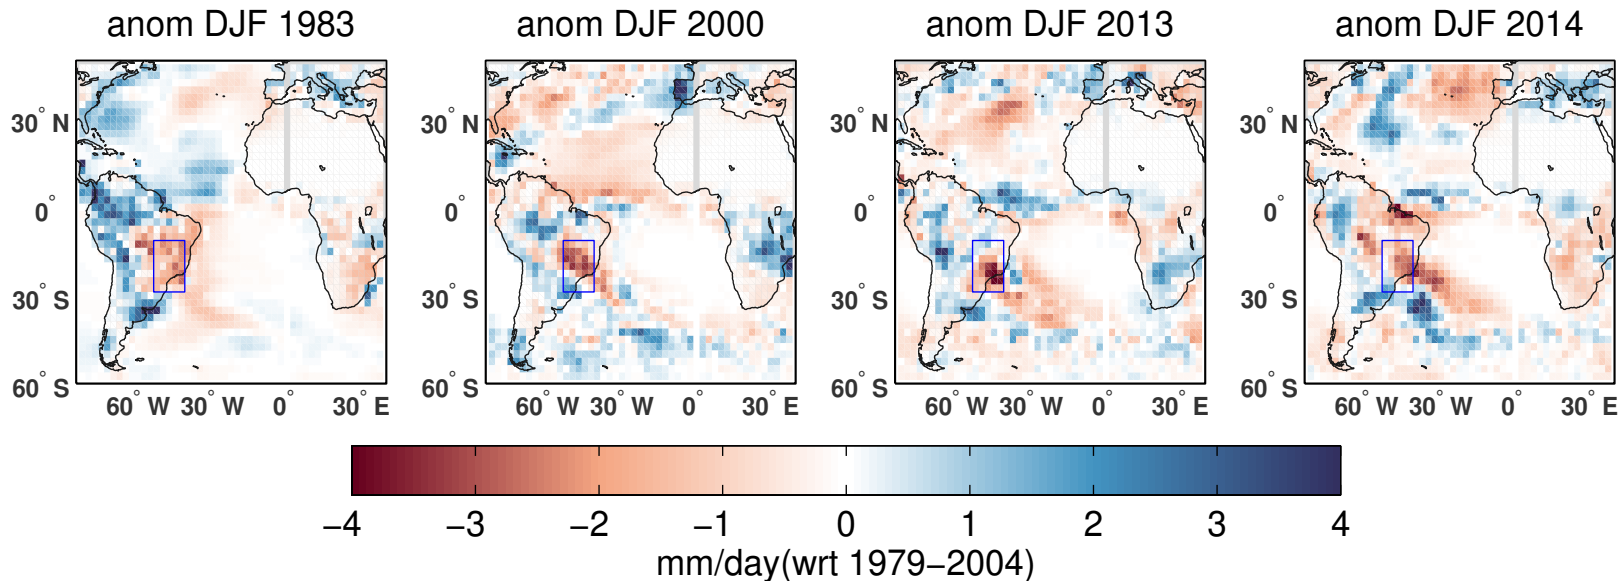 anom DJF 1983 anom DJF 2000 anom DJF 2013 anom DJF 2014
30° N 30° N 30° N 30° N
0° 0° 0° 0°
30° S 30° S 30° S 30° S
60° S 60° S 60° S 60° S
60° W 30° W 0° 30° E 60° W 30° W 0° 30° E 60° W 30° W 0° 30° E 60° W 30° W 0° 30° E
−4 −3 −2 −1 0 1 2 3 4
mm/day(wrt 1979−2004)